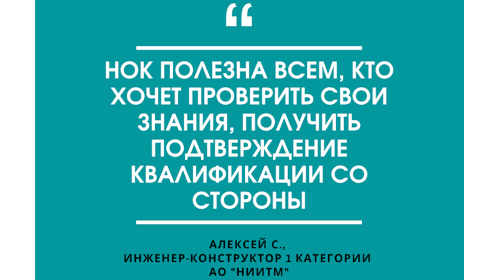 “
НОК ПОЛЕЗНА ВСЕМ, КТО
ХОЧЕТ ПРОВЕРИТЬ СВОИ
ЗНАНИЯ, ПОЛУЧИТЬ
ПОДТВЕРЖДЕНИЕ
КВАЛИФИКАЦИИ СО
СТОРОНЫ
АЛЕКСЕЙ С.,
ИНЖЕНЕР-КОНСТРУКТОР 1 КАТЕГОРИИ
АО "НИИТМ"